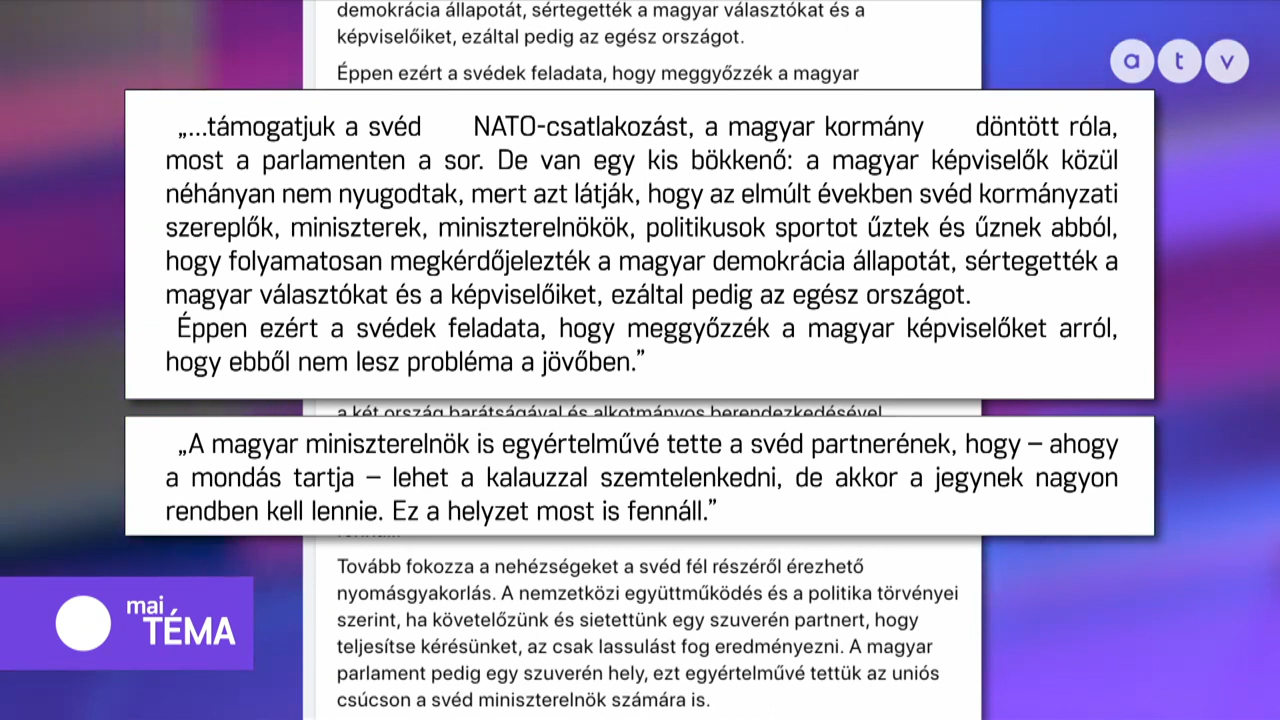 demokrácia állapotát, sértegették a magyar választókat és a
képviselőiket, ezáltal pedig az egész országot.
Éppen ezért a svédek feladata, hogy meggyőzzék a magyar
atv
„...támogatjuk a svéd NATO-csatlakozást, a magyar kormány döntött róla,
most a parlamenten a sor. De van egy kis bökkenő: a magyar képviselők közül
néhányan nem nyugodtak, mert azt látják, hogy az elmúlt években svéd kormányzati
szereplők, miniszterek, miniszterelnökök, politikusok sportot űztek és űznek abból,
hogy folyamatosan megkérdőjelezték a magyar demokrácia állapotát, sértegették a
magyar választókat és a képviselőiket, ezáltal pedig az egész országot.
Éppen ezért a svédek feladata, hogy meggyőzzék a magyar képviselőket arról,
hogy ebből nem lesz probléma a jövőben.”
a két ország barátságával és alkotmányos berendezkedésével
„A magyar miniszterelnök is egyértelművé tette a svéd partnerének, hogy – ahogy
a mondás tartja – lehet a kalauzzal szemtelenkedni, de akkor a jegynek nagyon
rendben kell lennie. Ez a helyzet most is fennáll.”
Tovább fokozza a nehézségeket a svéd fél részéről érezhető
nyomásgyakorlás. A nemzetközi együttműködés és a politika törvényei
szerint, ha követelőzünk és sietettünk egy szuverén partnert, hogy
teljesítse kérésünket, az csak lassulást fog eredményezni. A magyar
parlament pedig egy szuverén hely, ezt egyértelművé tettük az uniós
csúcson a svéd miniszterelnök számára is.
mai
TÉMA